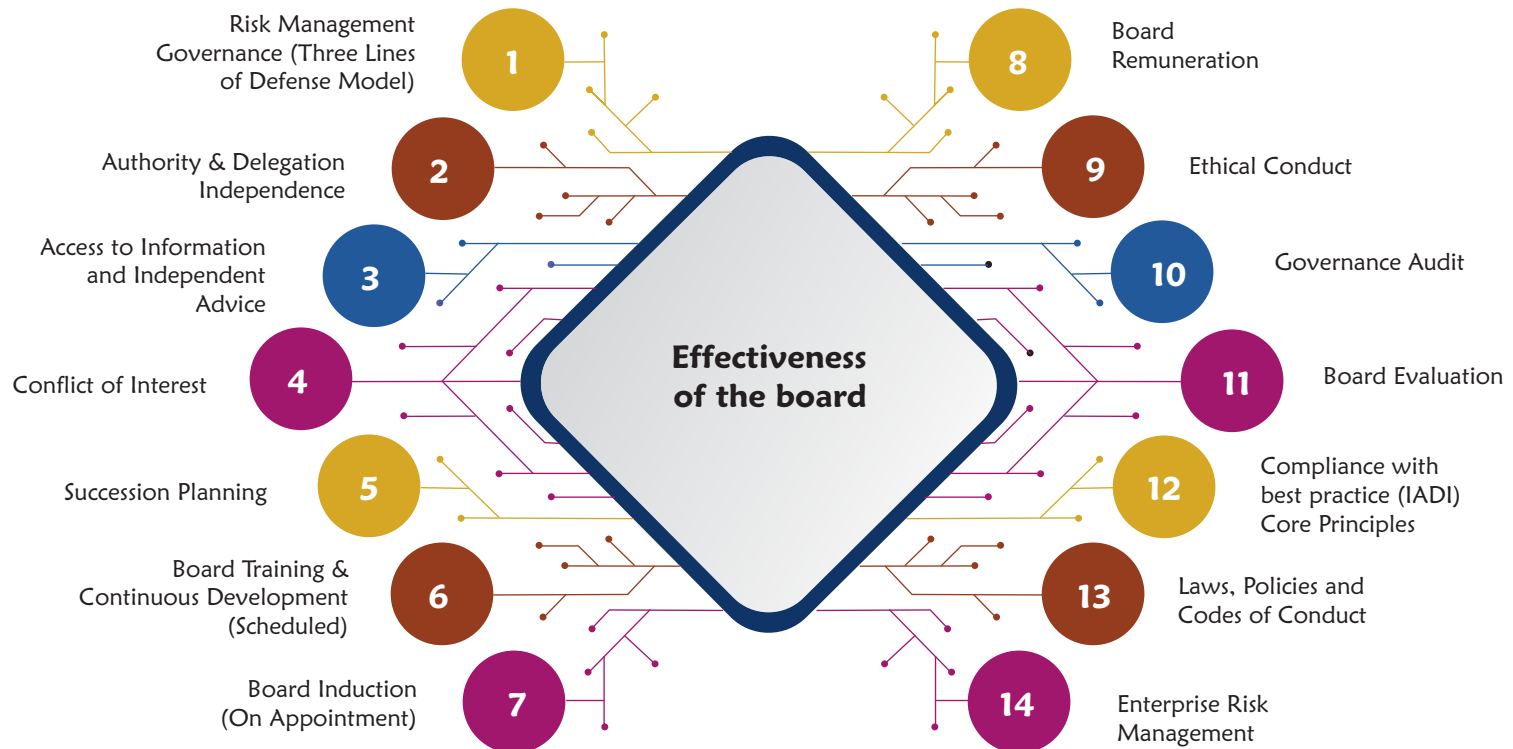 Risk Management
Governance (Three Lines
of Defense Model)
1
Authority & Delegation
Independence
2
Access to Information
and Independent
Advice
3
Conflict of Interest
4
Succession Planning
5
Board Training &
Continuous Development
(Scheduled)
6
Board Induction
(On Appointment)
7
Effectiveness
of the board
8
Board
Remuneration
9
Ethical Conduct
10
Governance Audit
11
Board Evaluation
12
Compliance with
best practice (IADI)
Core Principles
13
Laws, Policies and
Codes of Conduct
14
Enterprise Risk
Management